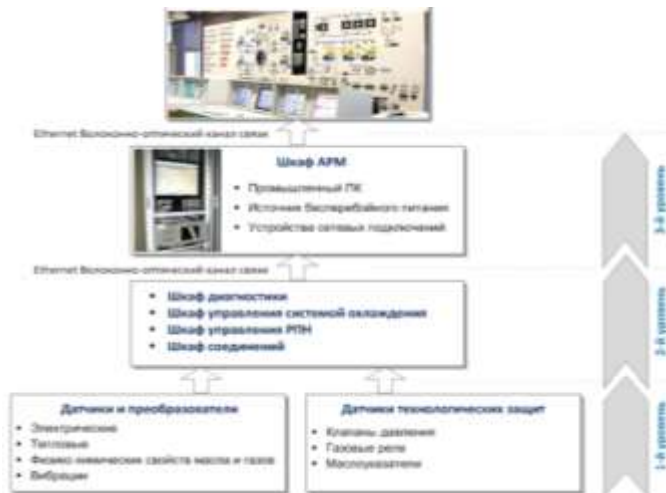 Ethernet Волоконно-оптический канал связи
Шкаф АРМ
Промышленный ПК
Источник бесперебойного питания
Устройства сетевых подключений
3-й уровень
Ethernet Волоконно-оптический канал связи
Шкаф диагностики
Шкаф управления системой охлаждения
Шкаф управления РПН
Шкаф соединений
2-й уровень
Датчики и преобразователи
Электрические
Тепловые
Физико-химических свойств масла и газов
Вибрации
Датчики технологических защит
Клапаны давления
Газовые реле
Маслоуказатели
1-й уровень